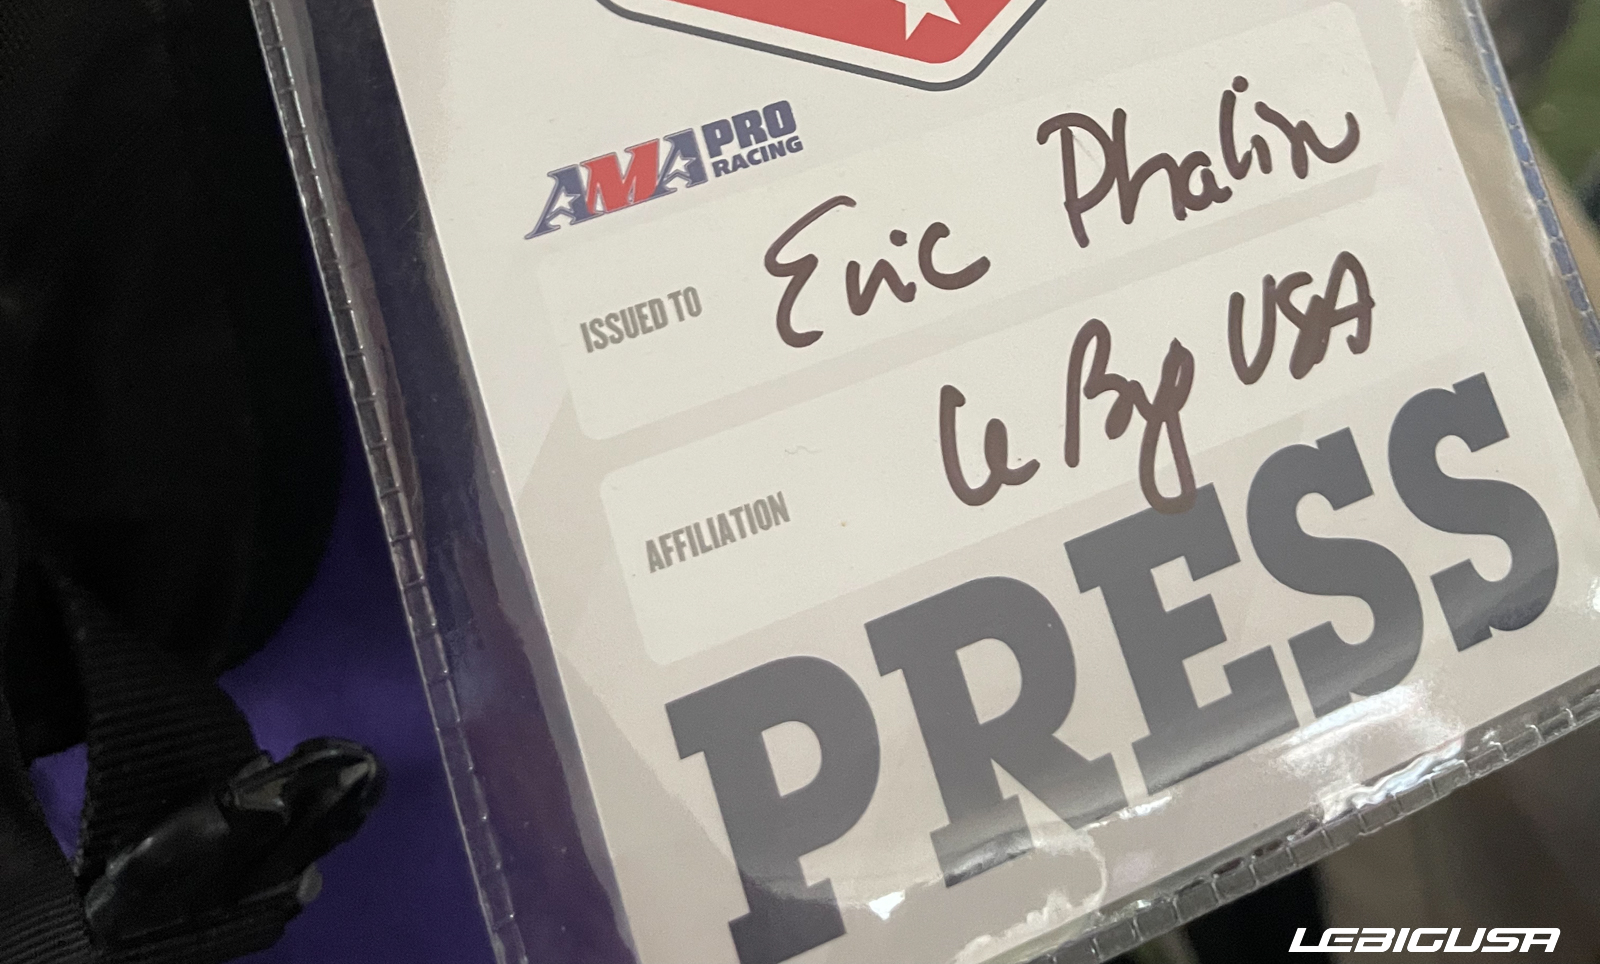 AMA PRO
RACING
ISSUED TO Eric Phalin
AFFILIATION Le Big USA
PRESS
LEBIGUSA